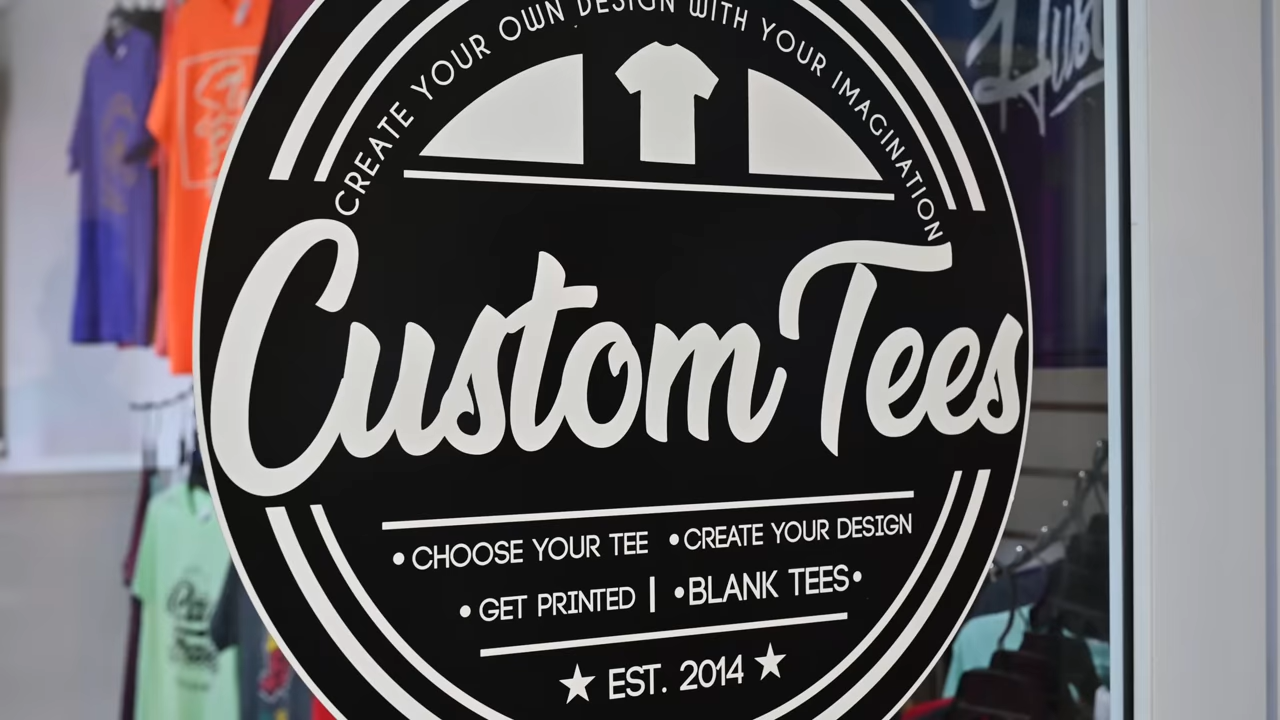 CREATE YOUR OWN DESIGN WITH YOUR IMAGINATION
Custom Tees
• CHOOSE YOUR TEE • CREATE YOUR DESIGN
• GET PRINTED | • BLANK TEES •
★ EST. 2014 ★